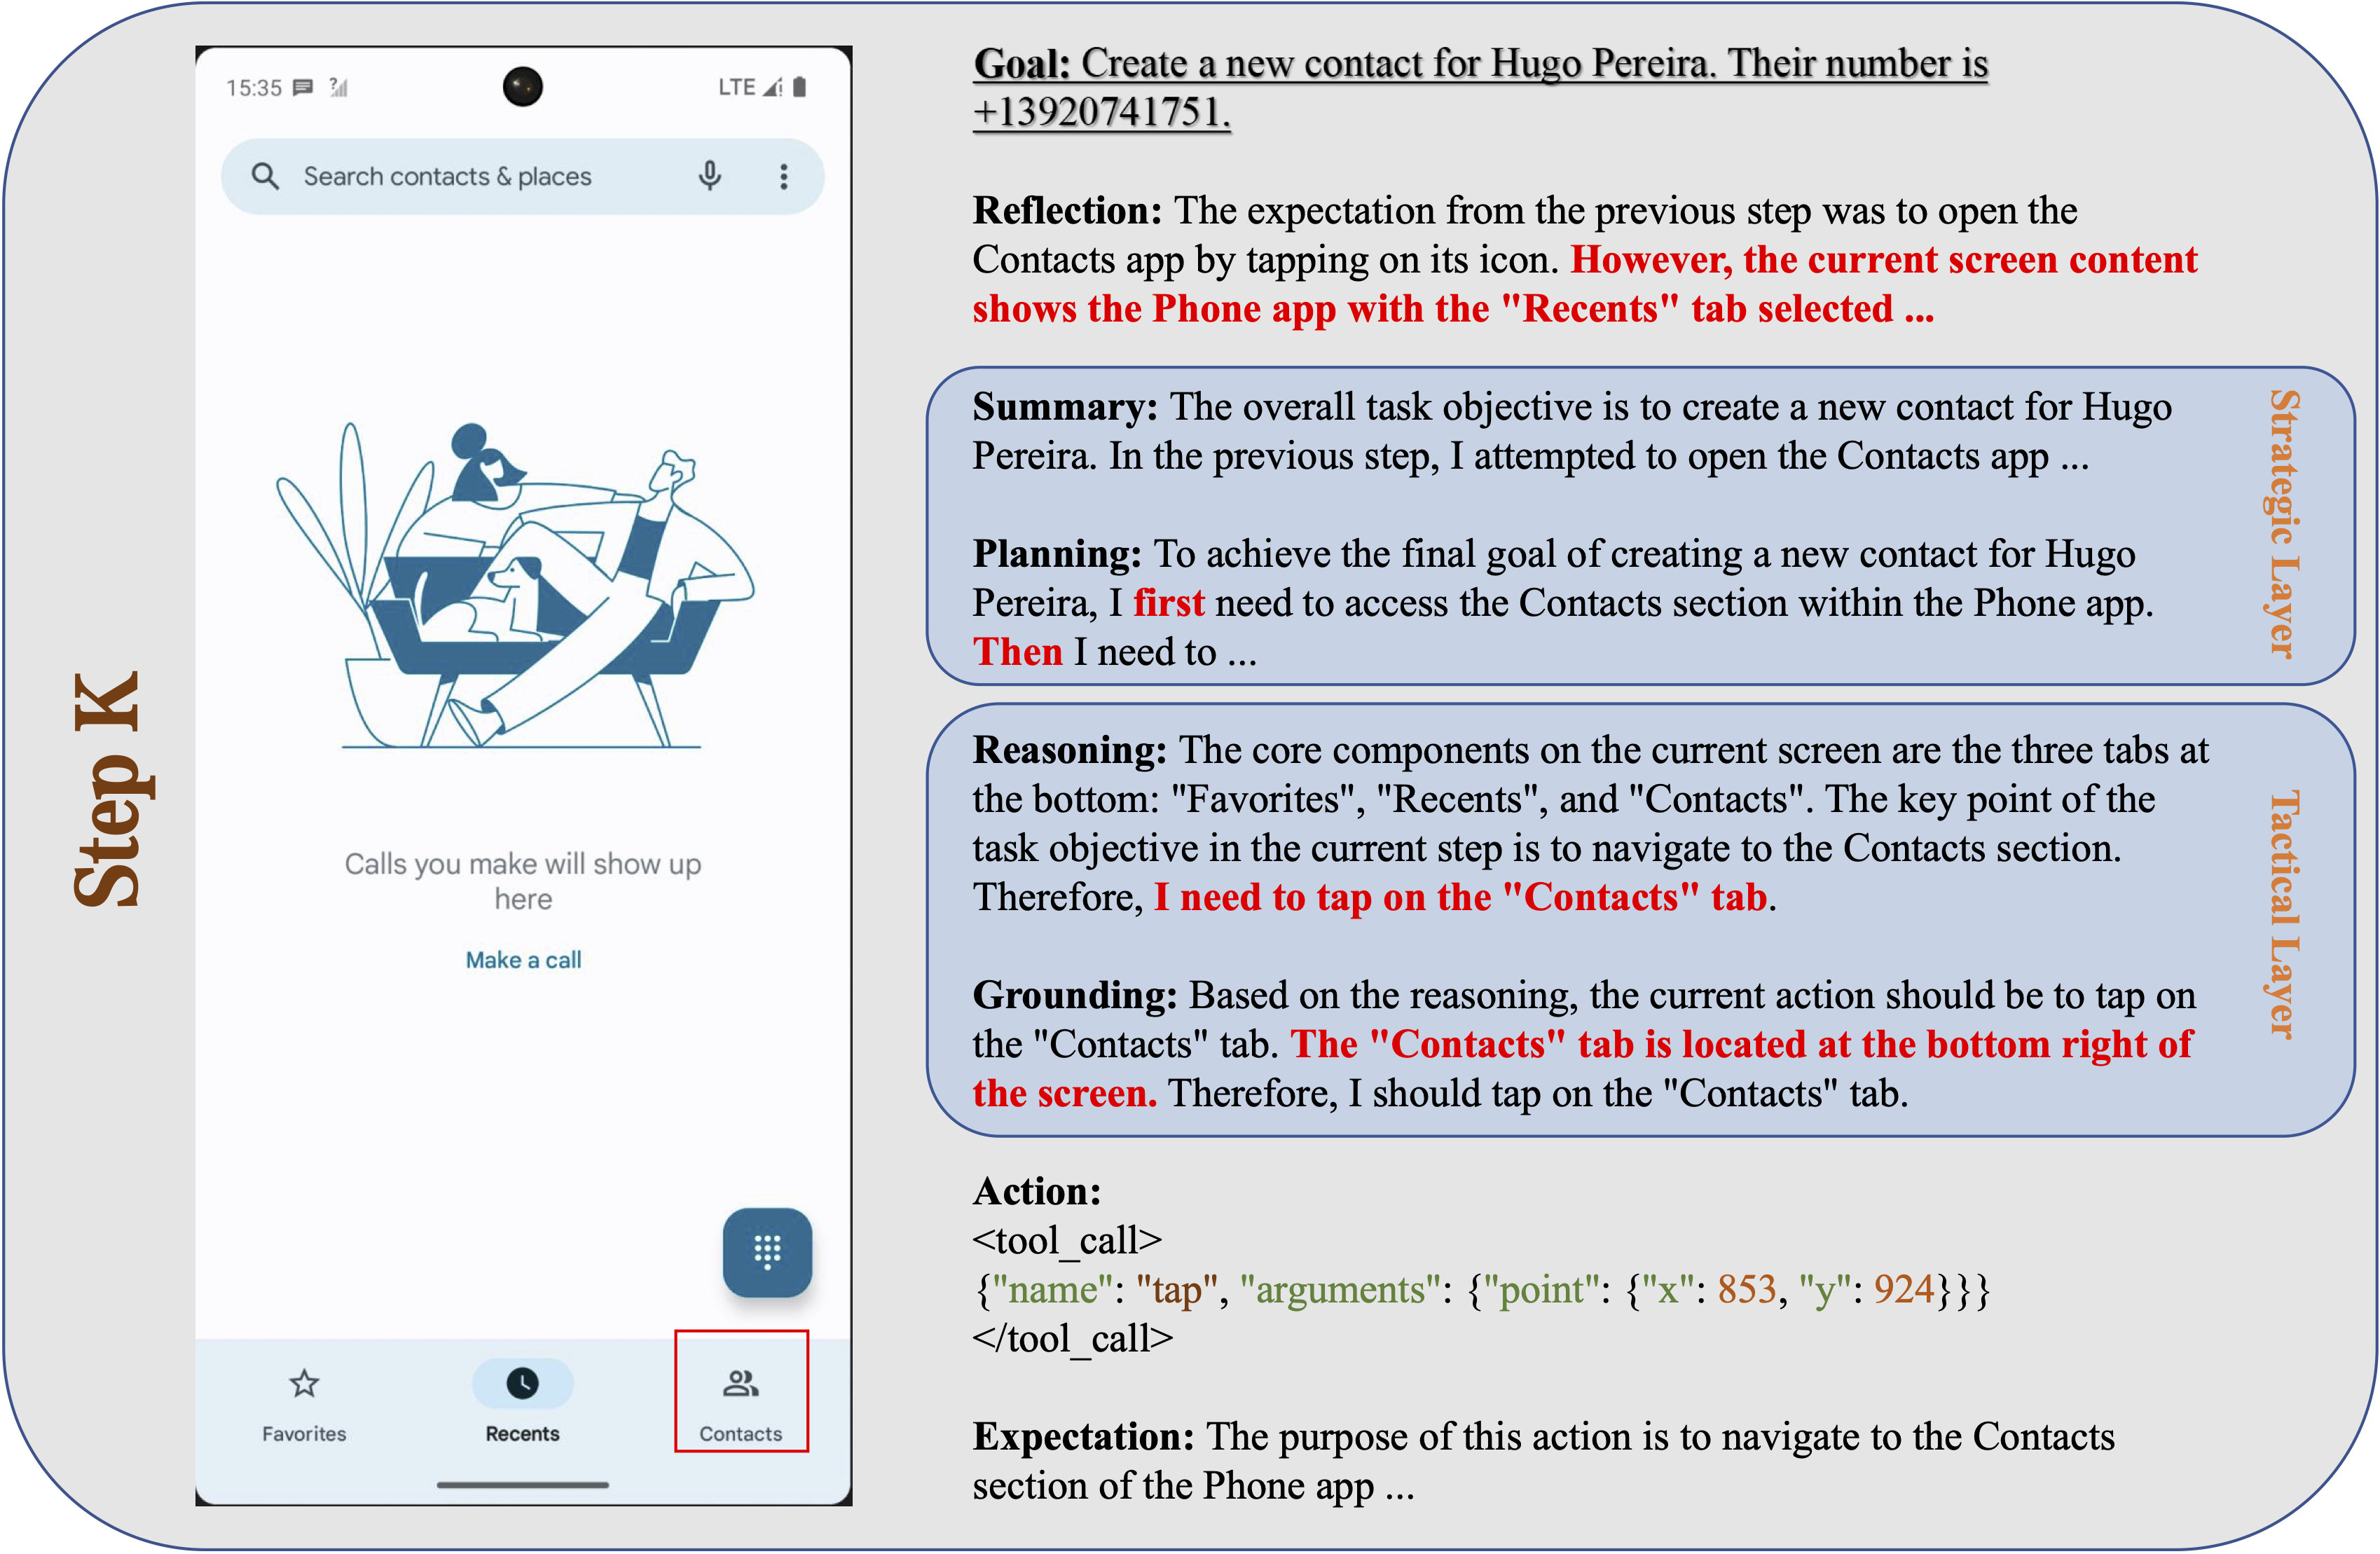 Step K
15:35
LTE
Search contacts & places
Calls you make will show up
here
Make a call
Favorites
Recents
Contacts
Goal: Create a new contact for Hugo Pereira. Their number is
+13920741751.
Reflection: The expectation from the previous step was to open the
Contacts app by tapping on its icon. However, the current screen content
shows the Phone app with the "Recents" tab selected ...
Strategic Layer
Summary: The overall task objective is to create a new contact for Hugo
Pereira. In the previous step, I attempted to open the Contacts app ...
Planning: To achieve the final goal of creating a new contact for Hugo
Pereira, I first need to access the Contacts section within the Phone app.
Then I need to ...
Tactical Layer
Reasoning: The core components on the current screen are the three tabs at
the bottom: "Favorites", "Recents", and "Contacts". The key point of the
task objective in the current step is to navigate to the Contacts section.
Therefore, I need to tap on the "Contacts" tab.
Grounding: Based on the reasoning, the current action should be to tap on
the "Contacts" tab. The "Contacts" tab is located at the bottom right of
the screen. Therefore, I should tap on the "Contacts" tab.
Action:
<tool_call>
{"name": "tap", "arguments": {"point": {"x": 853, "y": 924}}}
</tool_call>
Expectation: The purpose of this action is to navigate to the Contacts
section of the Phone app ...